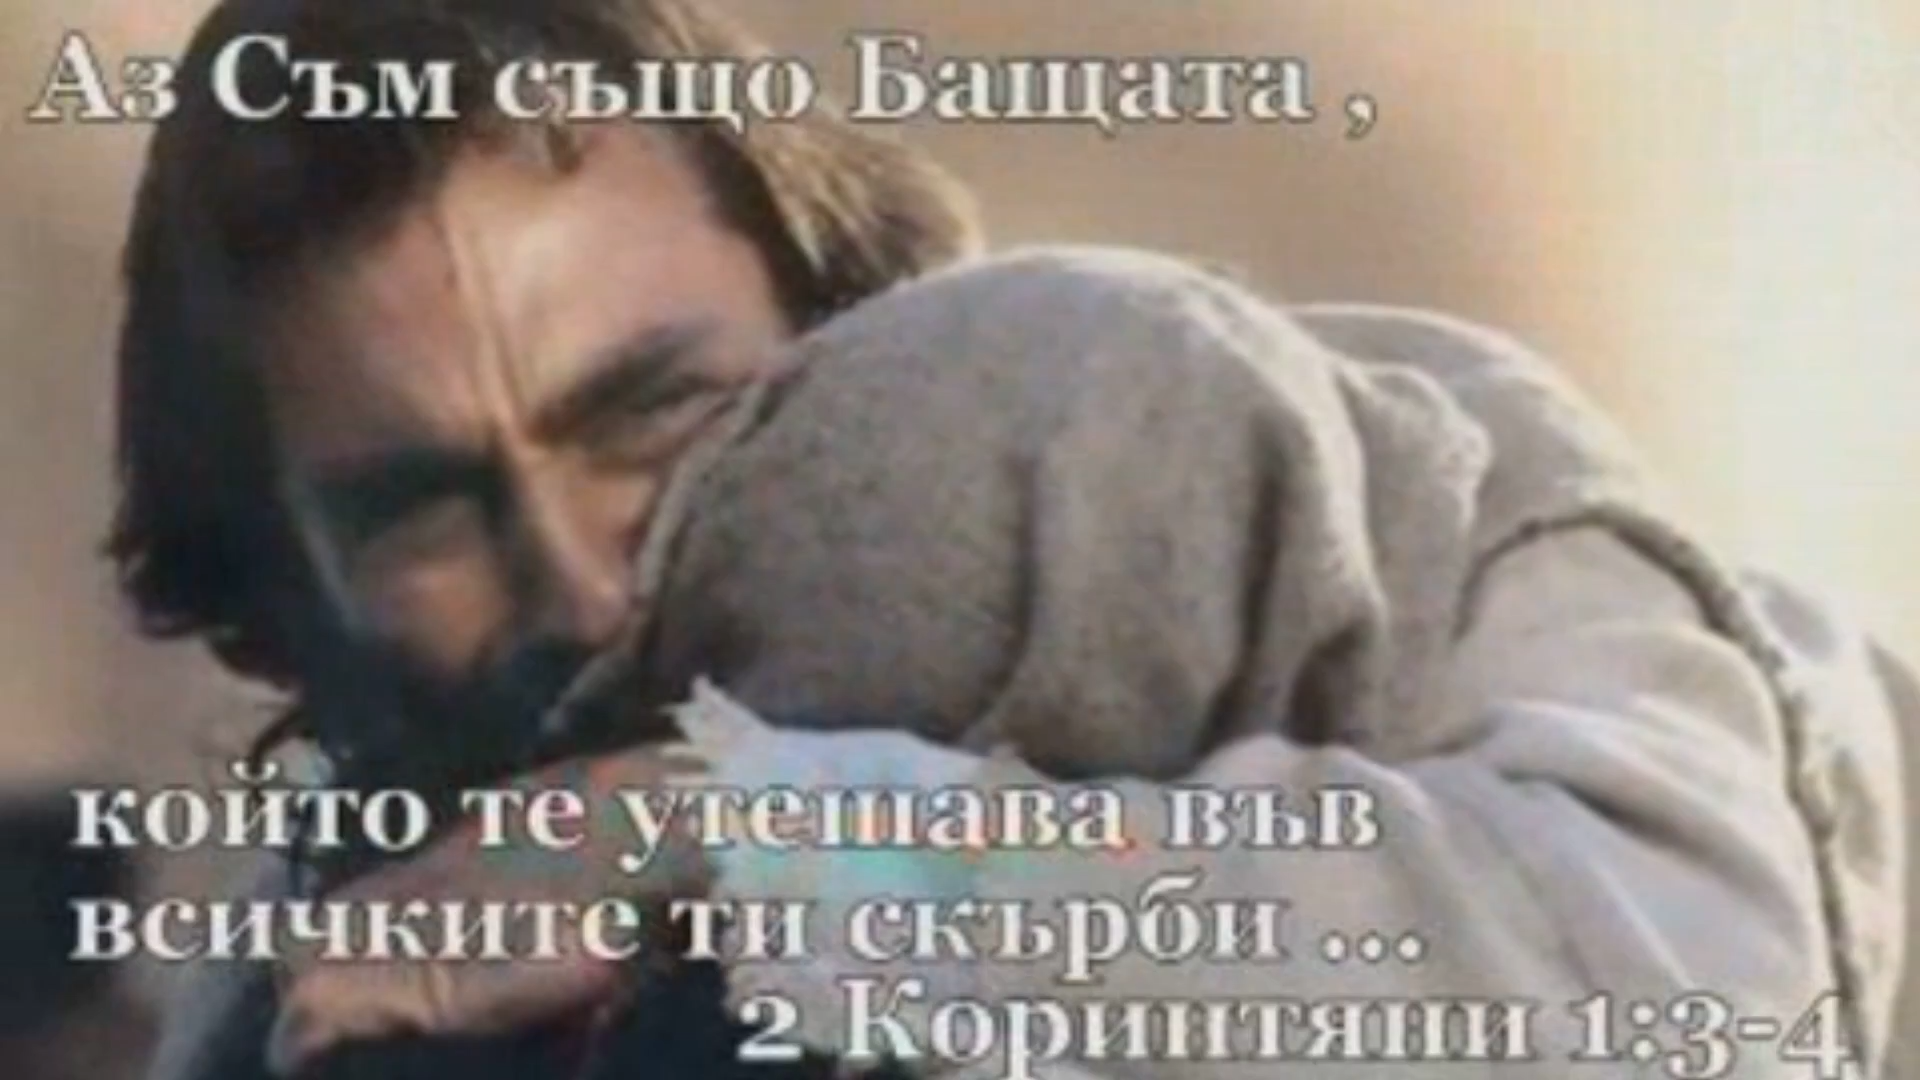 Аз Съм също Бащата ,
който те утешава във
всичките ти скърби ...
2 Коринтяни 1:3-4